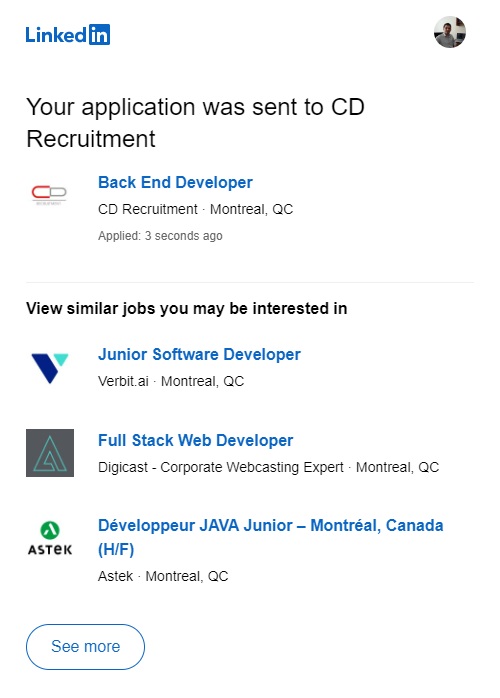 Linked in
Your application was sent to CD
Recruitment
Back End Developer
CD Recruitment · Montreal, QC
Applied: 3 seconds ago
View similar jobs you may be interested in
Junior Software Developer
Verbit.ai · Montreal, QC
Full Stack Web Developer
Digicast - Corporate Webcasting Expert · Montreal, QC
Développeur JAVA Junior – Montréal, Canada
(H/F)
ASTEK
Astek · Montreal, QC
See more